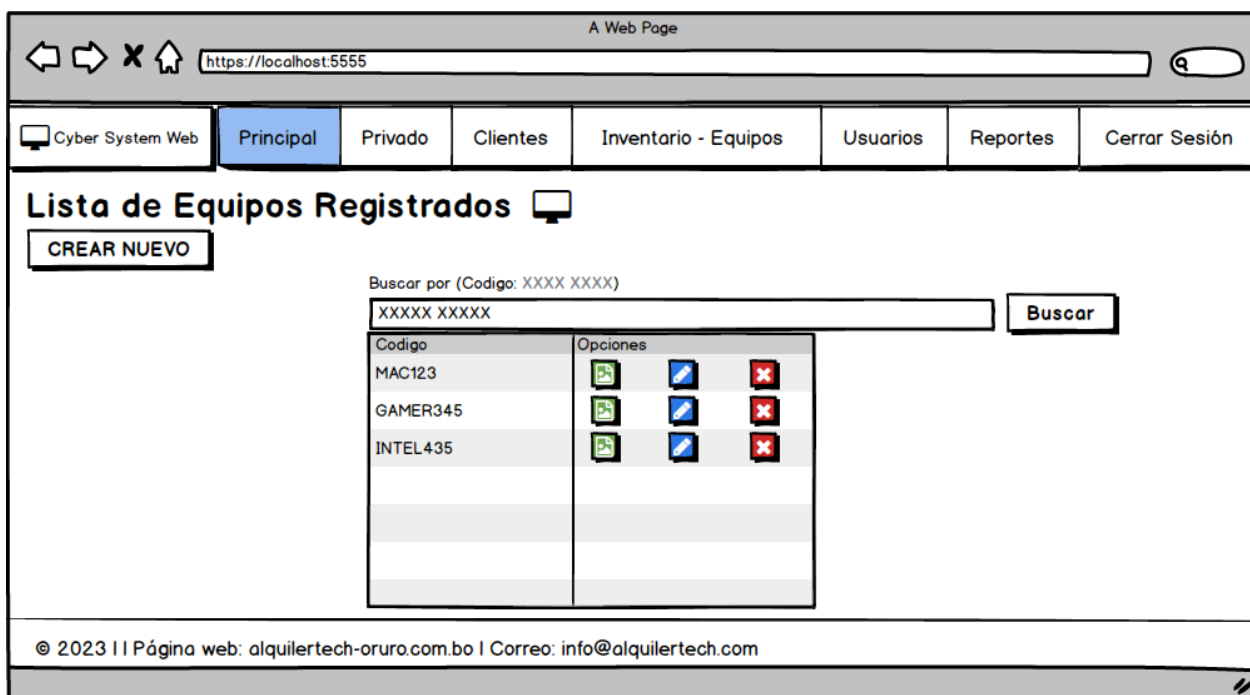 A Web Page
https://localhost:5555
Cyber System Web Principal Privado Clientes Inventario - Equipos Usuarios Reportes Cerrar Sesión
Lista de Equipos Registrados
CREAR NUEVO
Buscar por (Codigo: XXXX XXXX)
XXXXX XXXXX Buscar
Codigo Opciones
MAC123
GAMER345
INTEL435
© 2023 | | Página web: alquilertech-oruro.com.bo | Correo: info@alquilertech.com